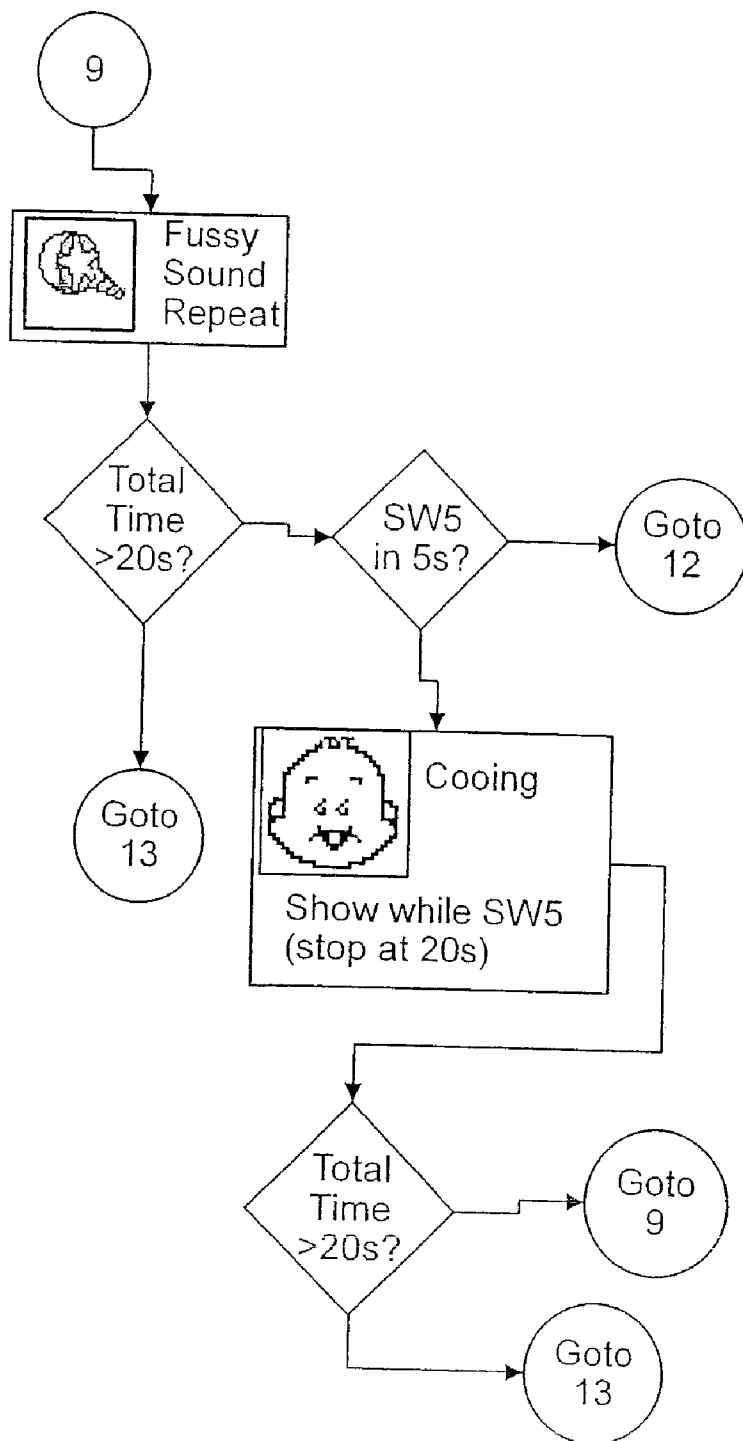 9
Fussy
Sound
Repeat
Total
Time
>20s?
SW5
in 5s?
Goto
12
Goto
13
Cooing
Show while SW5
(stop at 20s)
Total
Time
>20s?
Goto
9
Goto
13